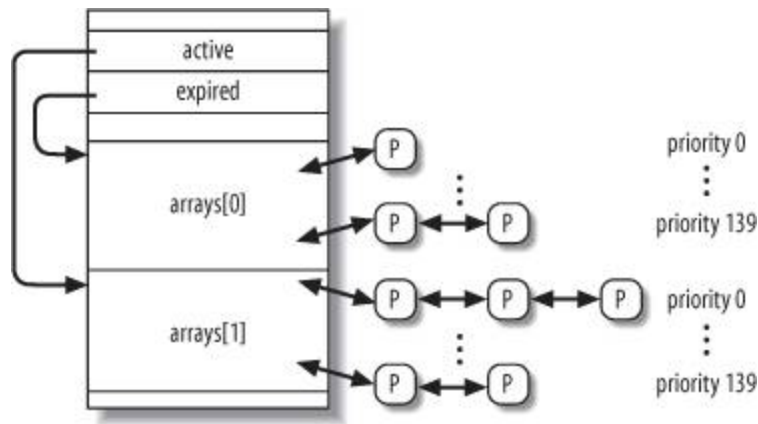 active
expired
P
priority 0
arrays[0]
P P
priority 139
P P P
priority 0
arrays[1]
P P
priority 139